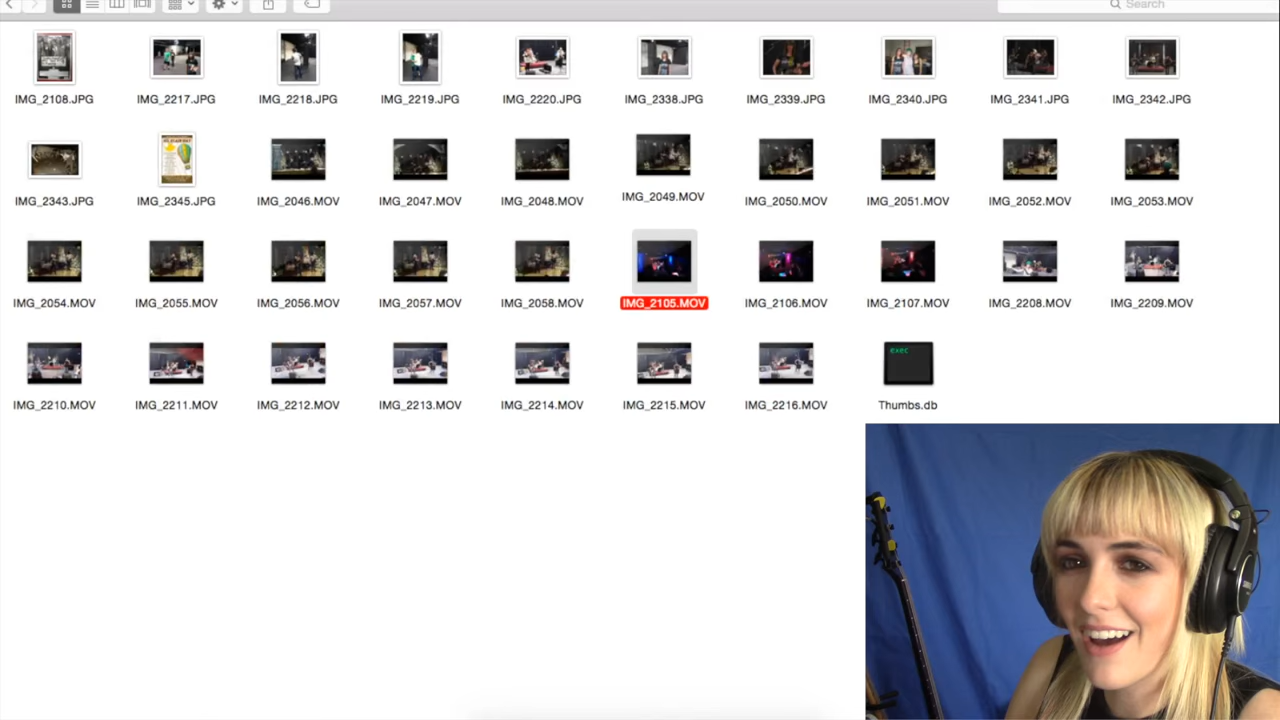 Search
IMG_2108.JPG IMG_2217.JPG IMG_2218.JPG IMG_2219.JPG IMG_2220.JPG IMG_2338.JPG IMG_2339.JPG IMG_2340.JPG IMG_2341.JPG IMG_2342.JPG
IMG_2343.JPG IMG_2345.JPG IMG_2046.MOV IMG_2047.MOV IMG_2048.MOV IMG_2049.MOV IMG_2050.MOV IMG_2051.MOV IMG_2052.MOV IMG_2053.MOV
IMG_2054.MOV IMG_2055.MOV IMG_2056.MOV IMG_2057.MOV IMG_2058.MOV IMG_2105.MOV IMG_2106.MOV IMG_2107.MOV IMG_2208.MOV IMG_2209.MOV
exec
IMG_2210.MOV IMG_2211.MOV IMG_2212.MOV IMG_2213.MOV IMG_2214.MOV IMG_2215.MOV IMG_2216.MOV Thumbs.db